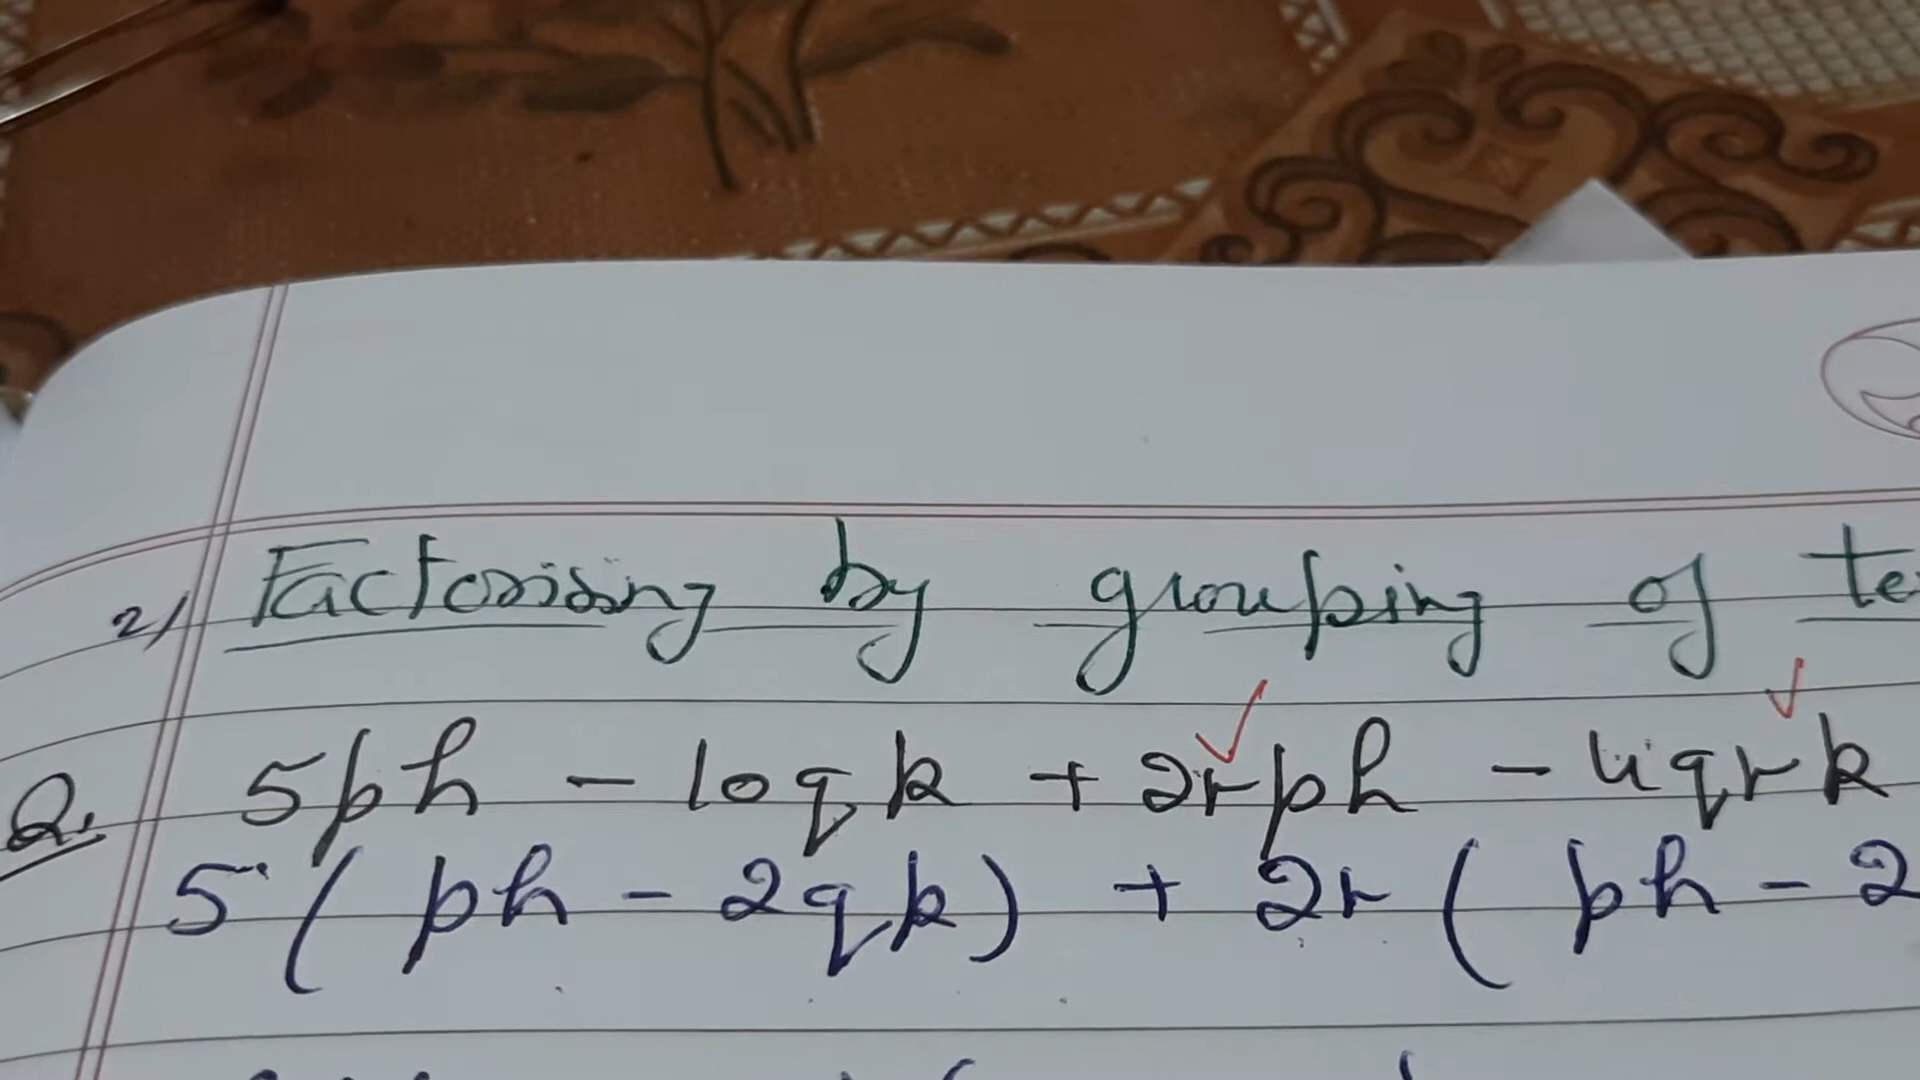 2) Factorising by grouping of te
Q. 5ph - 10qk + 2rph - 4qrk
5(ph - 2qk) + 2r(ph - 2